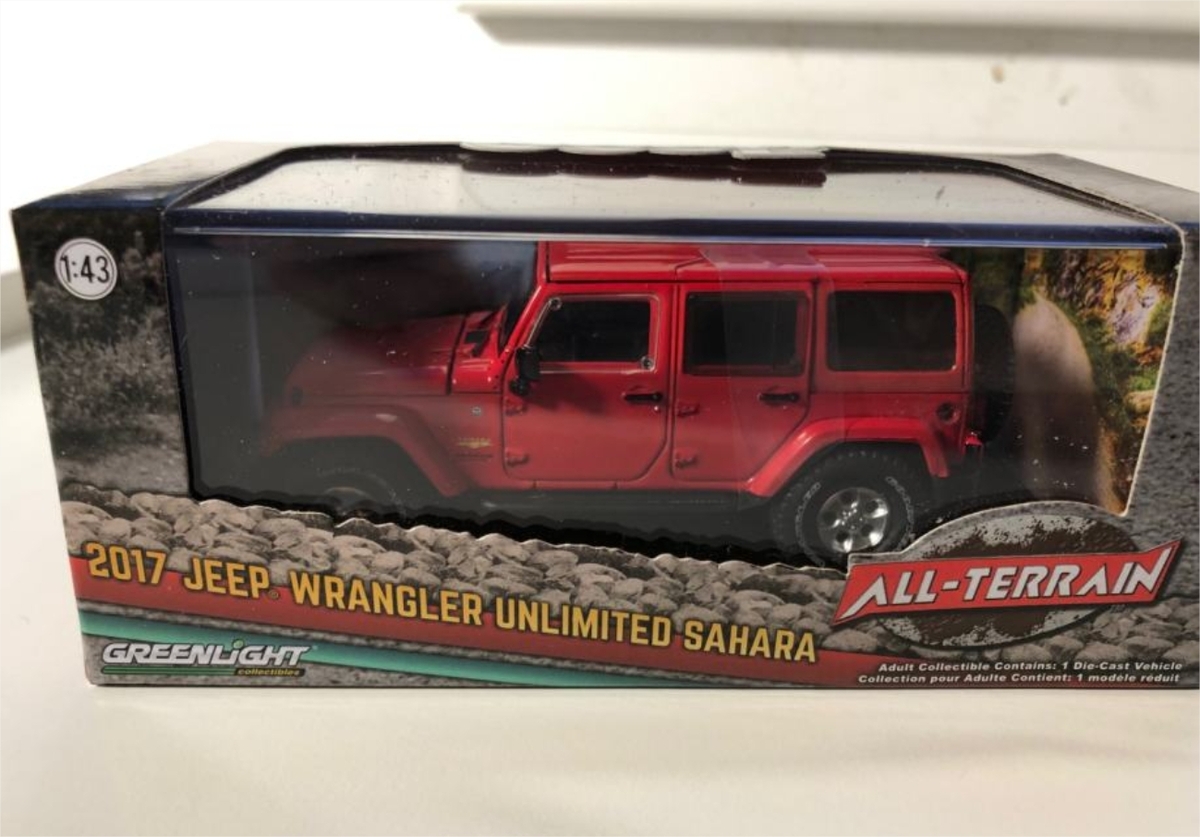 1:43
2017 JEEP® WRANGLER UNLIMITED SAHARA
ALL-TERRAIN
GREENLiGHT
collectibles
Adult Collectible Contains: 1 Die-Cast Vehicle
Collection pour Adulte Contient: 1 modèle réduit